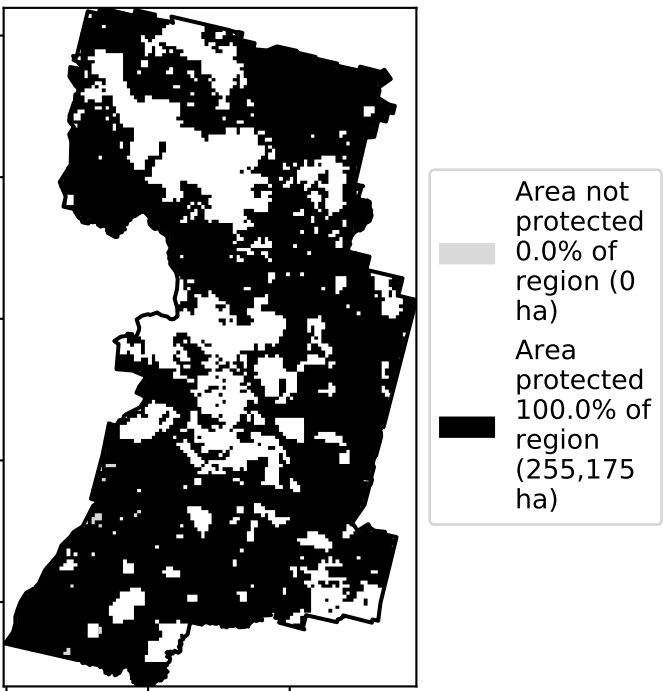 Area not
protected
0.0% of
region (0
ha)
Area
protected
100.0% of
region
(255,175
ha)